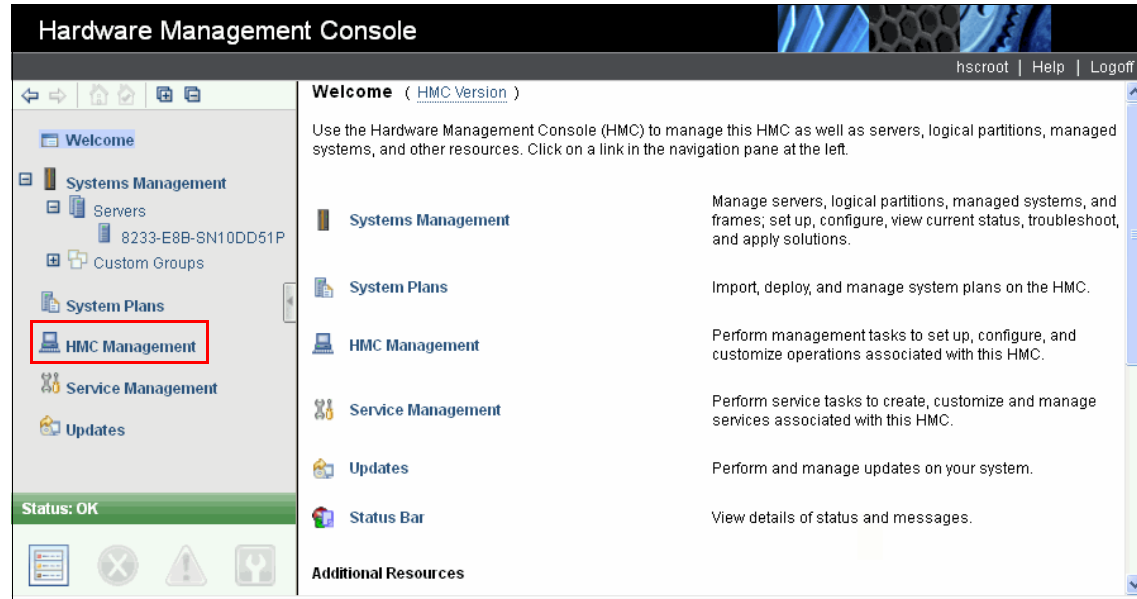 Hardware Management Console
hscroot | Help | Logoff
Welcome
Systems Management
Servers
8233-E8B-SN10DD51P
Custom Groups
System Plans
HMC Management
Service Management
Updates
Status: OK
Welcome ( HMC Version )
Use the Hardware Management Console (HMC) to manage this HMC as well as servers, logical partitions, managed
systems, and other resources. Click on a link in the navigation pane at the left.
Systems Management
Manage servers, logical partitions, managed systems, and
frames; set up, configure, view current status, troubleshoot,
and apply solutions.
System Plans
Import, deploy, and manage system plans on the HMC.
HMC Management
Perform management tasks to set up, configure, and
customize operations associated with this HMC.
Service Management
Perform service tasks to create, customize and manage
services associated with this HMC.
Updates
Perform and manage updates on your system.
Status Bar
View details of status and messages.
Additional Resources